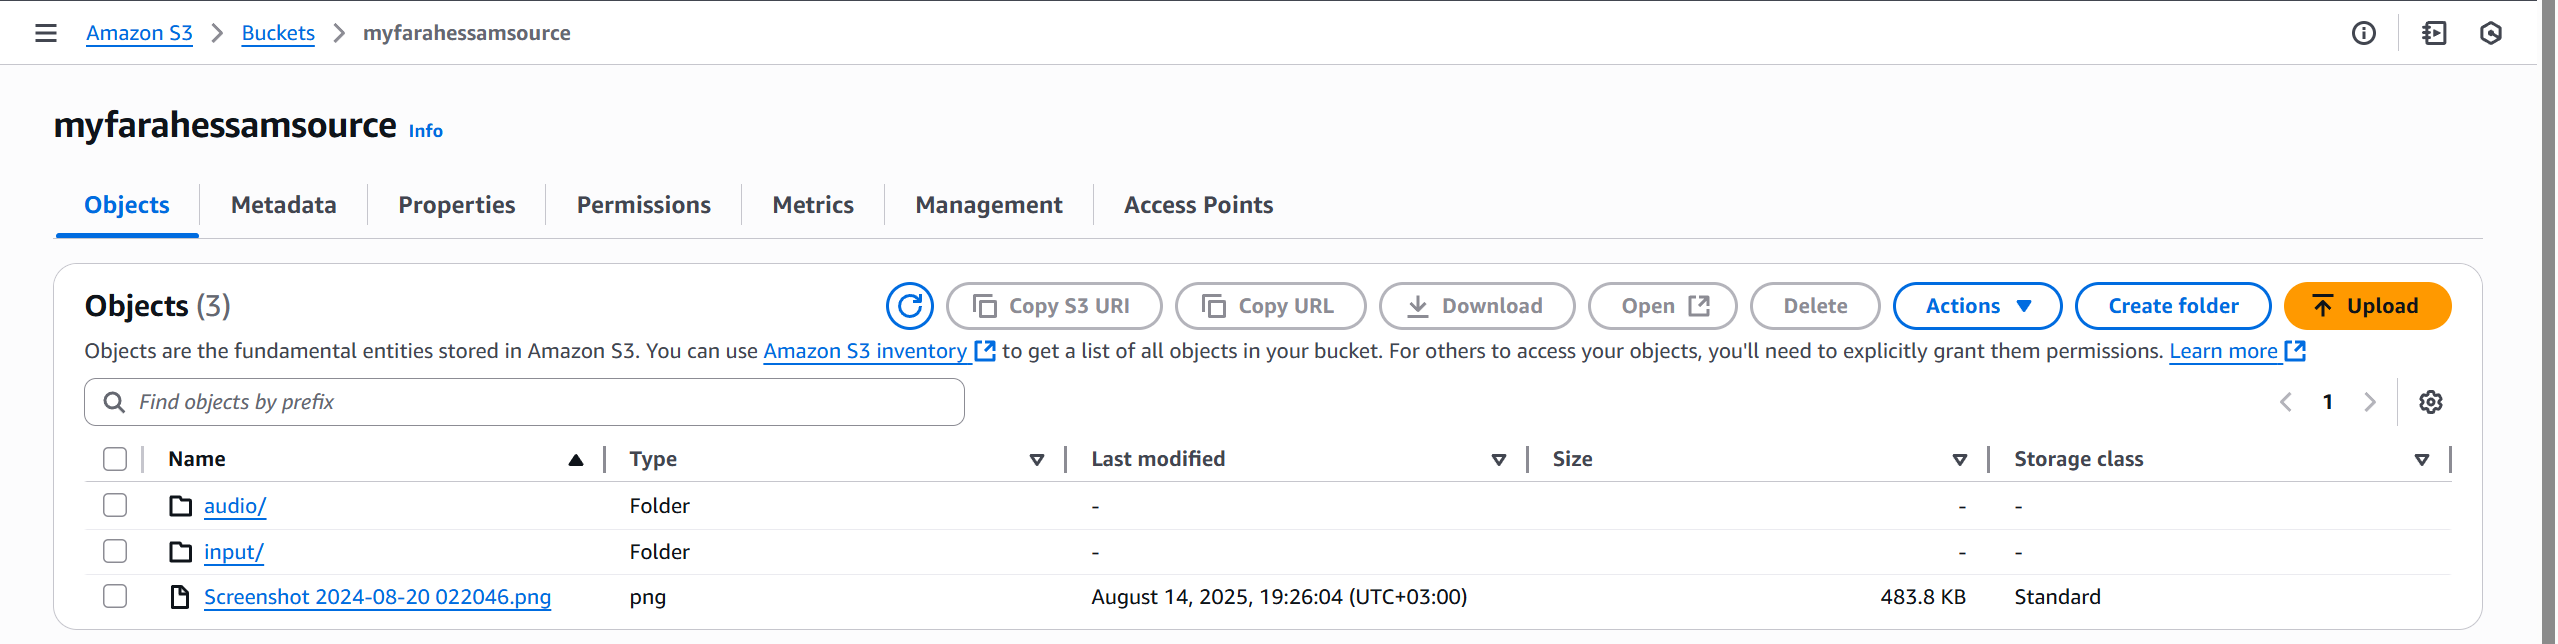 Amazon S3 > Buckets > myfarahessamsource
myfarahessamsource Info
Objects Metadata Properties Permissions Metrics Management Access Points
Objects (3) Copy S3 URI Copy URL Download Open Delete Actions Create folder Upload
Objects are the fundamental entities stored in Amazon S3. You can use Amazon S3 inventory to get a list of all objects in your bucket. For others to access your objects, you'll need to explicitly grant them permissions. Learn more
Find objects by prefix < 1 >
Name Type Last modified Size Storage class
audio/ Folder - - -
input/ Folder - - -
Screenshot 2024-08-20 022046.png png August 14, 2025, 19:26:04 (UTC+03:00) 483.8 KB Standard